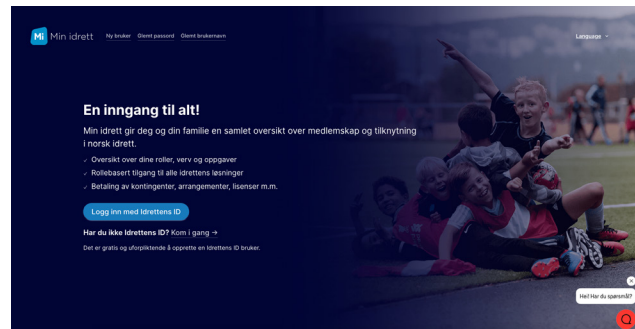 Mi Min idrett
Ny bruker Glemt passord Glemt brukernavn
Language
En inngang til alt!
Min idrett gir deg og din familie en samlet oversikt over medlemskap og tilknytning
i norsk idrett.
✓ Oversikt over dine roller, verv og oppgaver
✓ Rollebasert tilgang til alle idrettens løsninger
✓ Betaling av kontingenter, arrangementer, lisenser m.m.
Logg inn med Idrettens ID
Har du ikke Idrettens ID? Kom i gang →
Det er gratis og uforpliktende å opprette en Idrettens ID bruker.
Hei! Har du spørsmål?